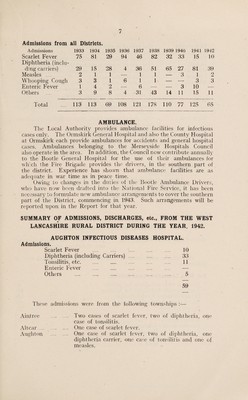 7
Admissions from all Districts.
Admissions 1933 1934 1935 1936 1937 1938 1939 1940 1941 1942
Scarlet Fever 75 81 28 94 46 82 32 33 15 10
Diphtheria (including carriers) 29 15 28 4 36 51 65 27 81 39
Measles 2 1 1 — 1 1 — 3 1 2
Whooping Cough 3 3 1 6 1 1 — — 3 3
Enteric Fever 1 4 2 — 6 — — 3 10 —
Others 3 9 8 4 31 43 14 11 15 11
Total 113 113 69 108 121 178 110 77 125 65
AMBULANCE.
The Local Authority provides ambulance facilities for infectious
cases only. The Ormskirk General Hospital and also the County Hospital
at Ormskirk each provide ambulances for accidents and general hospital
cases. Ambulances belonging to the Merseyside Hospitals Council
also operate in the area. In addition, the Council now contribute annually
to the Bootle General Hospital for the use of their ambulances for
which the Fire Brigade provides the drivers, in the southern part of
the district. Experience has shown that ambulance facilities are as
adequate in war time as in peace time.
Owing to changes in the duties of the Bootle Ambulance Drivers,
who have now been drafted into the National Fire Service, it has been
necessary to formulate new ambulance arrangements to cover the southern
part of the District, commencing in 1943. Such arrangements will be
reported upon in the Report for that year.
SUMMARY OF ADMISSIONS, DISCHARGES, etc., FROM THE WEST
LANCASHIRE RURAL DISTRICT DURING THE YEAR, 1942.
AUGHTON INFECTIOUS DISEASES HOSPITAL.
Admissions.
Scarlet Fever 10
Diphtheria (including Carriers) 33
Tonsilitis, etc. 11
Enteric Fever —
Others 5
59
These admissions were from the following townships :—
Aintree Two cases of scarlet fever, two of diphtheria, one
case of tonsilitis.
Altcar One case of scarlet fever.
Aughton One case of scarlet fever, two of diphtheria, one
diphtheria carrier, one case of tonsilitis and one of
measles.